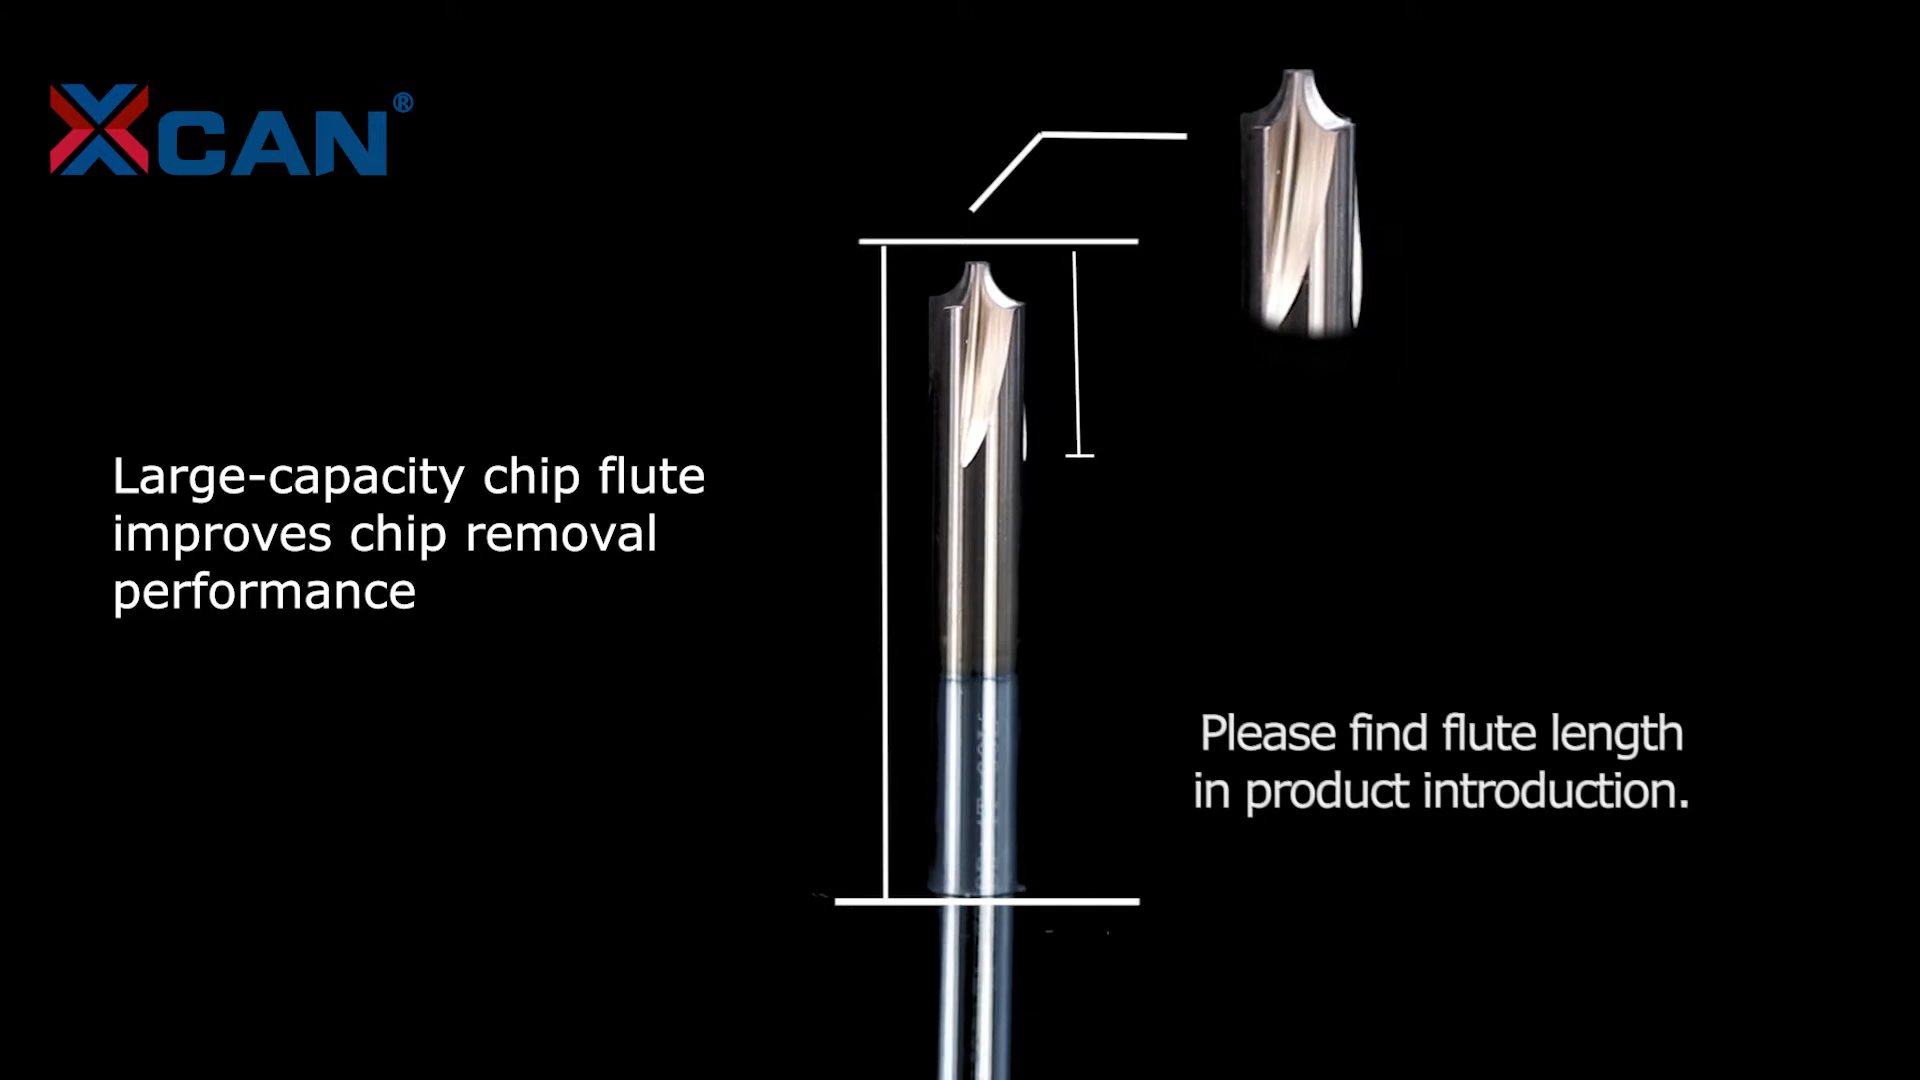 XCAN®
Large-capacity chip flute
improves chip removal
performance
Please find flute length
in product introduction.